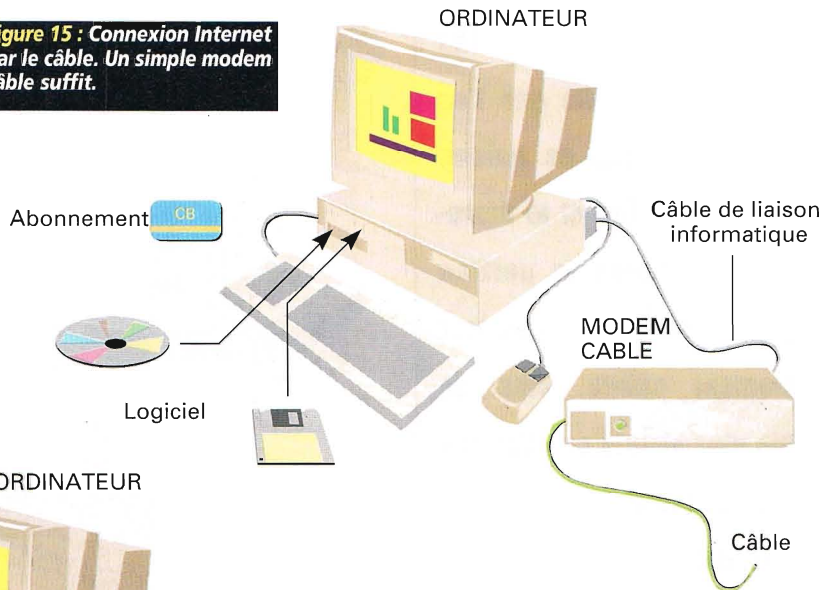 igure 15 : Connexion Internet
ar le câble. Un simple modem
âble suffit.
ORDINATEUR
Abonnement
CB
Câble de liaison
informatique
MODEM
CABLE
Logiciel
ORDINATEUR
Câble